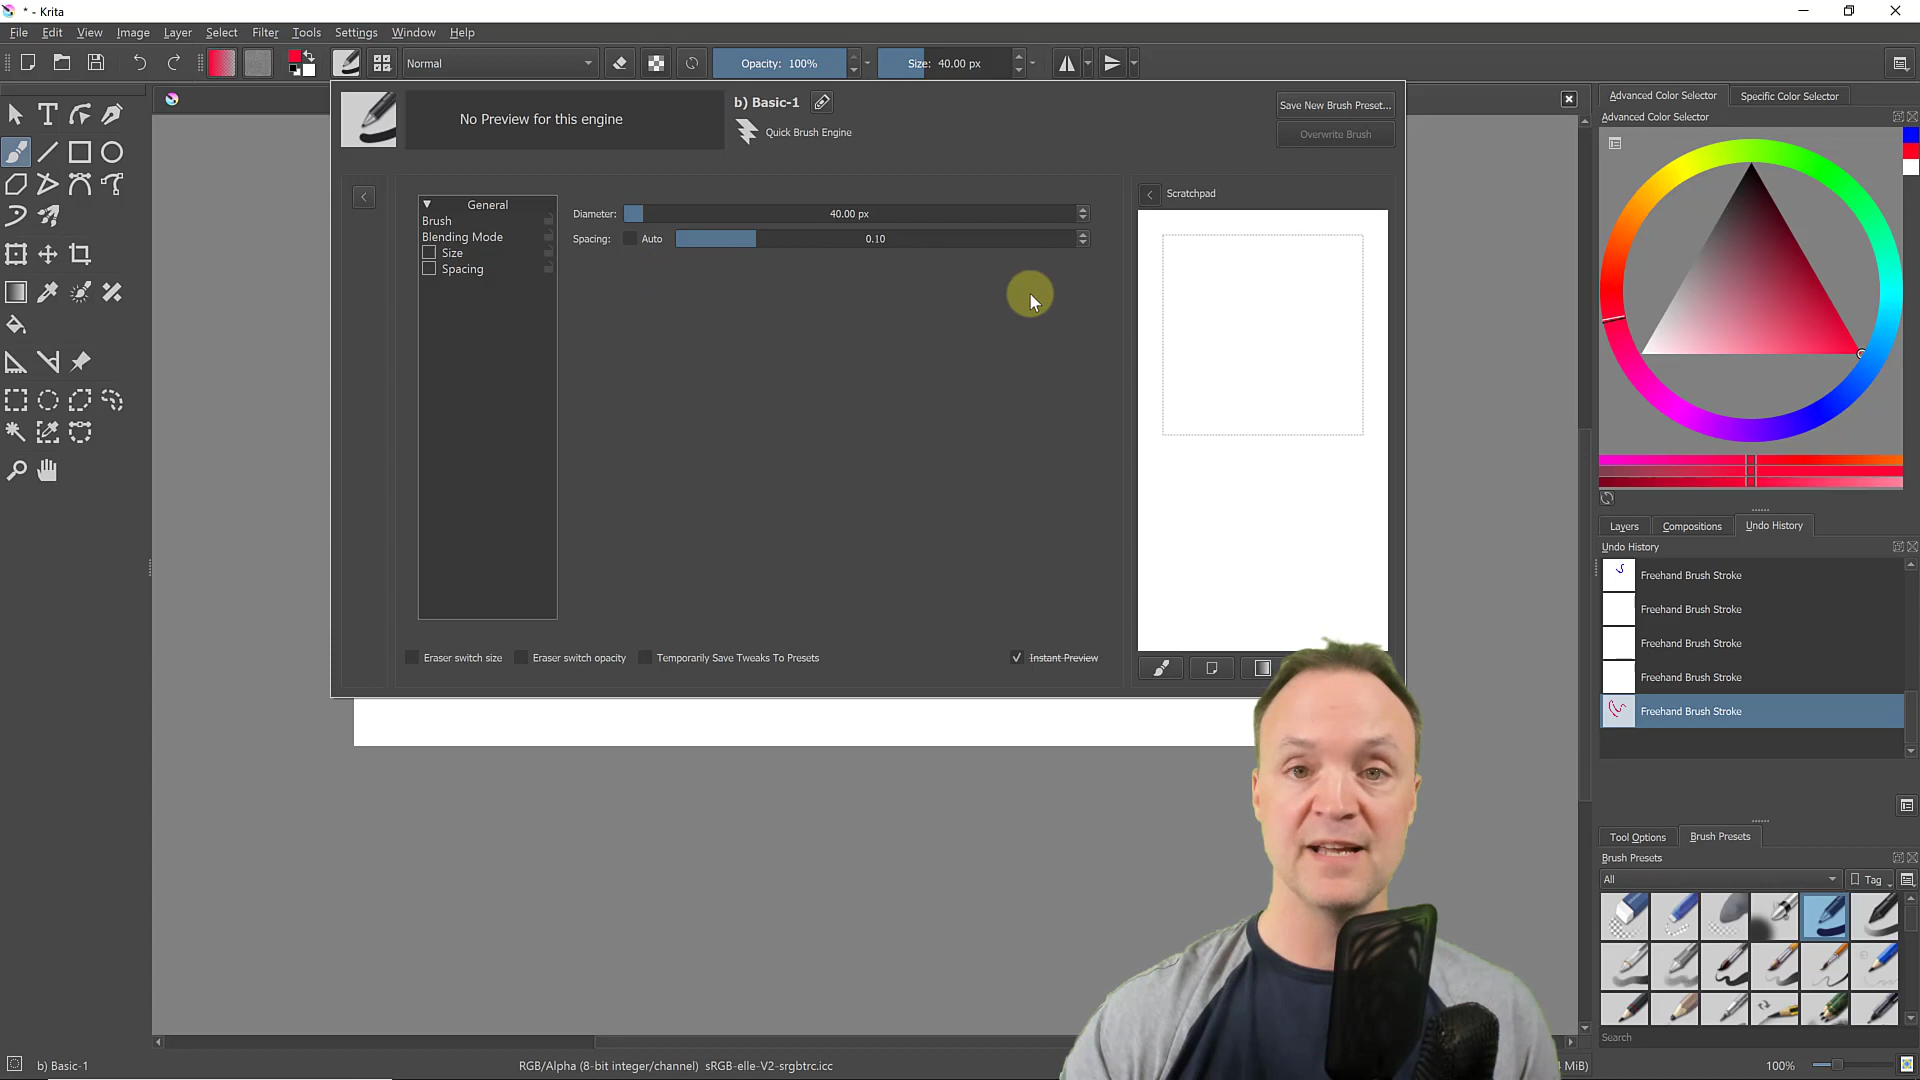 * - Krita
File Edit View Image Layer Select Filter Tools Settings Window Help
Normal
Opacity: 100%
Size: 40.00 px
No Preview for this engine
b) Basic-1
Quick Brush Engine
Save New Brush Preset...
Overwrite Brush
General
Brush
Blending Mode
Size
Spacing
Diameter: 40.00 px
Spacing: Auto 0.10
Scratchpad
Eraser switch size
Eraser switch opacity
Temporarily Save Tweaks To Presets
Instant Preview
Advanced Color Selector
Specific Color Selector
Advanced Color Selector
Layers
Compositions
Undo History
Undo History
Freehand Brush Stroke
Freehand Brush Stroke
Freehand Brush Stroke
Freehand Brush Stroke
Freehand Brush Stroke
Tool Options
Brush Presets
Brush Presets
All
Tag
Search
b) Basic-1
RGB/Alpha (8-bit integer/channel) sRGB-elle-V2-srgbtrc.icc
MiB)
100%